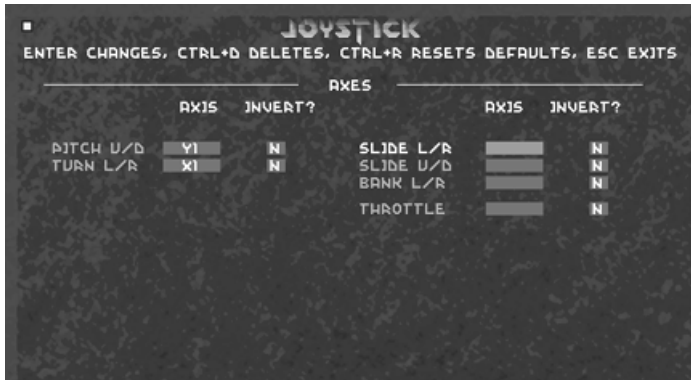 JOYSTICK
ENTER CHANGES, CTRL+D DELETES, CTRL+R RESETS DEFAULTS, ESC EXITS
AXES
AXIS INVERT? AXIS INVERT?
PITCH U/D Y1 N SLIDE L/R N
TURN L/R X1 N SLIDE U/D N
BANK L/R N
THROTTLE N